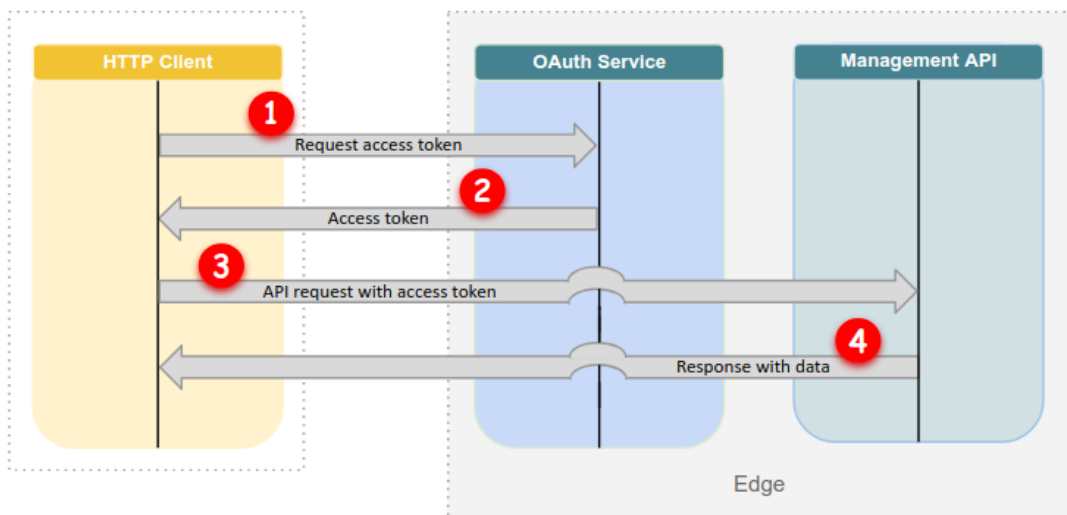 HTTP Client
OAuth Service
Management API
1
Request access token
2
Access token
3
API request with access token
4
Response with data
Edge